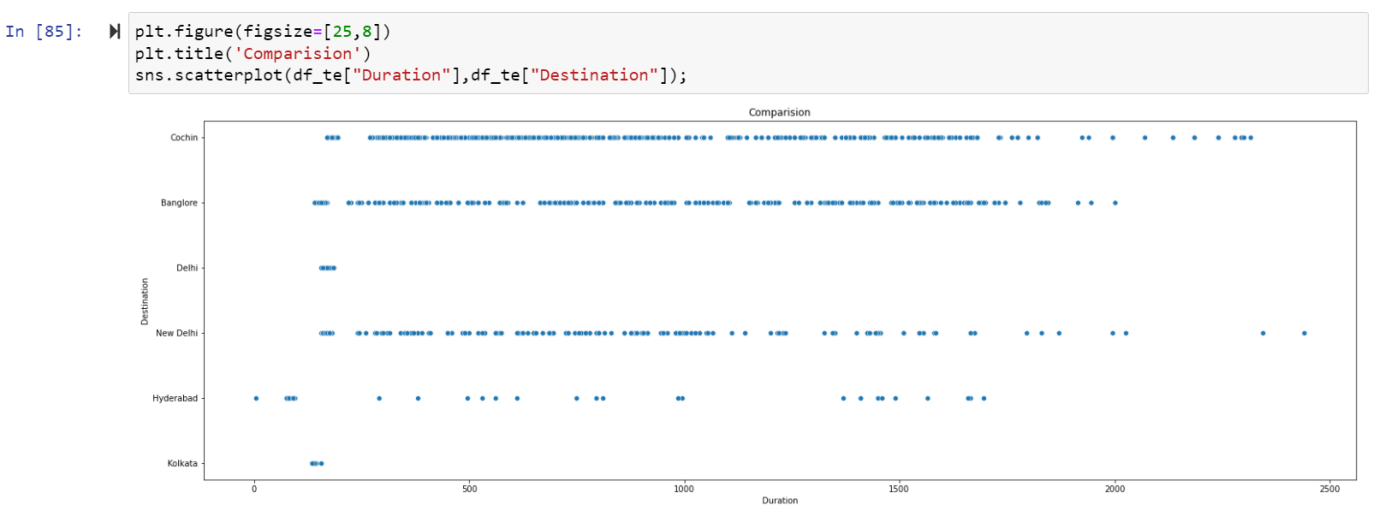 In [85]:
plt.figure(figsize=[25,8])
plt.title('Comparision')
sns.scatterplot(df_te["Duration"],df_te["Destination"]);
Comparision
Cochin
Banglore
Delhi
New Delhi
Hyderabad
Kolkata
Destination
0 500 1000 1500 2000 2500
Duration